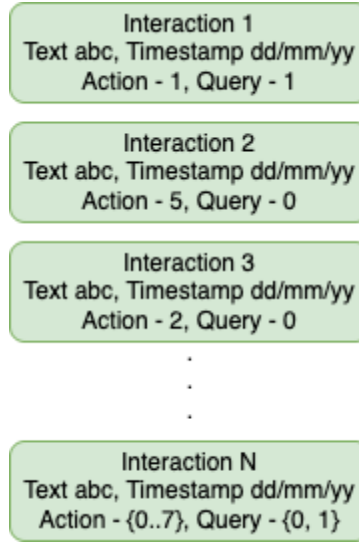 Interaction 1
Text abc, Timestamp dd/mm/yy
Action - 1, Query - 1
Interaction 2
Text abc, Timestamp dd/mm/yy
Action - 5, Query - 0
Interaction 3
Text abc, Timestamp dd/mm/yy
Action - 2, Query - 0
.
.
.
Interaction N
Text abc, Timestamp dd/mm/yy
Action - {0..7}, Query - {0, 1}